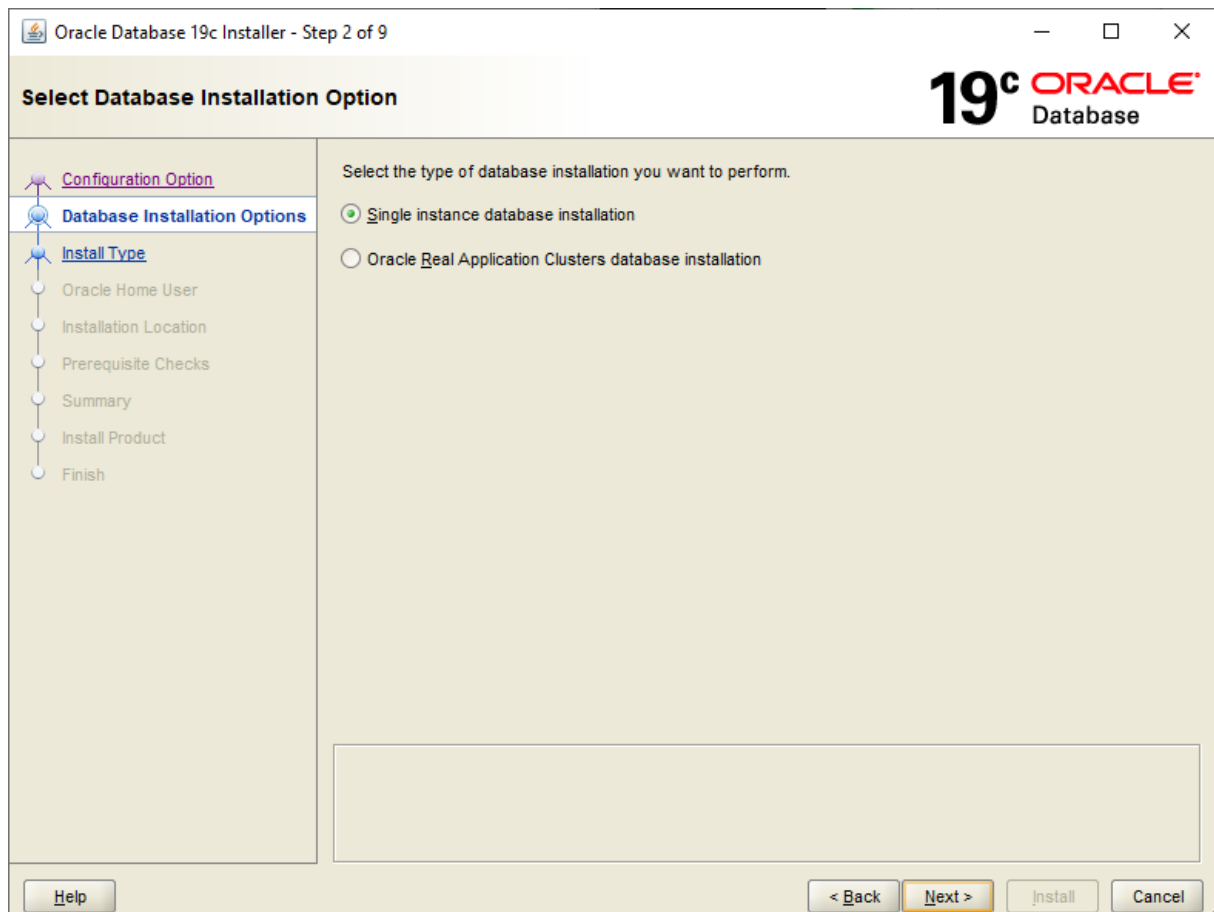 Oracle Database 19c Installer - Step 2 of 9
Select Database Installation Option
19c ORACLE
Database
Configuration Option
Database Installation Options
Install Type
Oracle Home User
Installation Location
Prerequisite Checks
Summary
Install Product
Finish
Select the type of database installation you want to perform.
Single instance database installation
Oracle Real Application Clusters database installation
Help
< Back
Next >
Install
Cancel